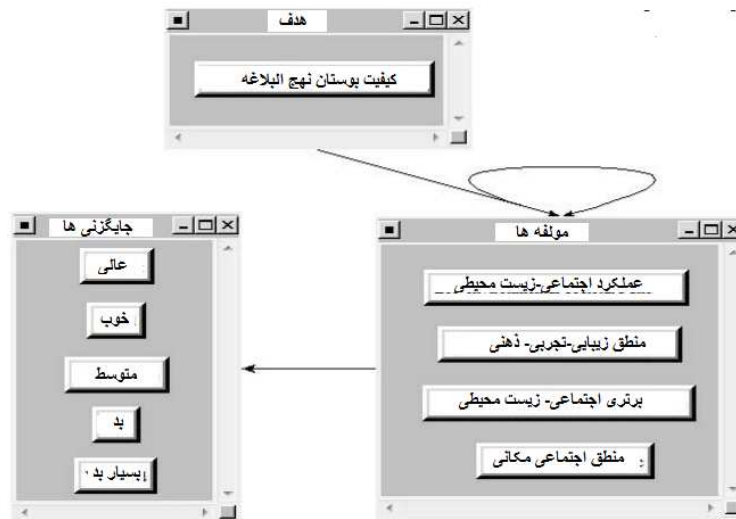 هدف
کیفیت بوستان نهج البلاغه
جایگزنی ها
عالی
خوب
متوسط
بد
بسیار بد
مولفه ها
عملکرد اجتماعی-زیست محیطی
منطق زیبایی-تجربی- ذهنی
برتری اجتماعی- زیست محیطی
منطق اجتماعی مکانی